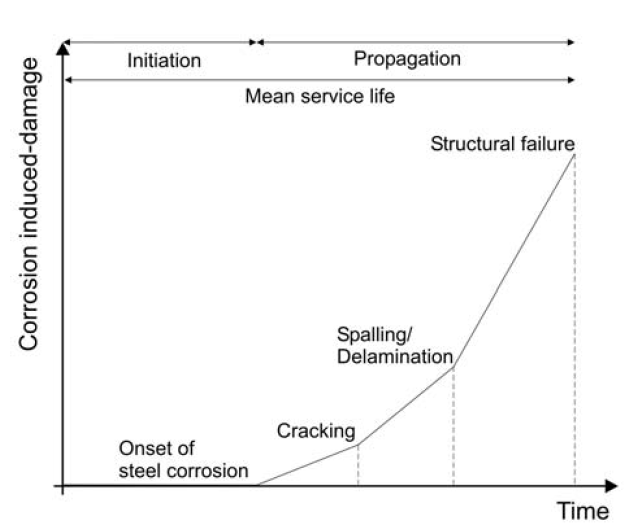 Initiation
Propagation
Mean service life
Corrosion induced-damage
Structural failure
Spalling/
Delamination
Cracking
Onset of
steel corrosion
Time